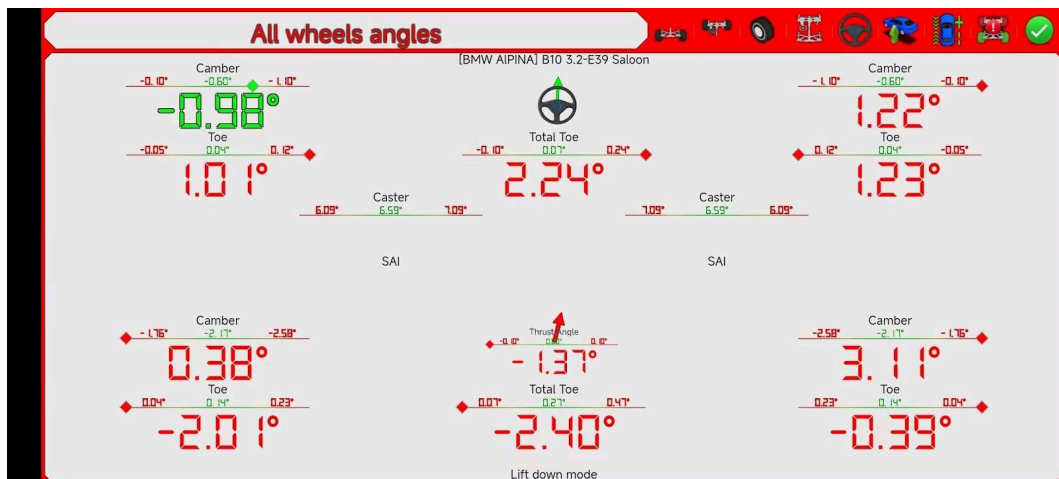 All wheels angles
[BMW AlPINA] B10 3.2-E39 Saloon
Camber
-0.10° -0.60° -1.10°
-0.98°
Camber
-1.10° -0.60° -0.10°
1.22°
Toe
-0.05° 0.04° 0.12°
1.01°
Total Toe
-0.10° 0.07° 0.24°
2.24°
Toe
0.12° 0.04° -0.05°
1.23°
Caster
6.09° 6.59° 7.09°
Caster
7.09° 6.59° 6.09°
SAI
SAI
Camber
-1.76° -2.17° -2.58°
0.38°
Thrust Angle
-0.10° 0.10°
-1.37°
Camber
-2.58° -2.17° -1.76°
3.11°
Toe
0.04° 0.14° 0.23°
-2.01°
Total Toe
0.07° 0.27° 0.47°
-2.40°
Toe
0.23° 0.14° 0.04°
-0.39°
Lift down mode